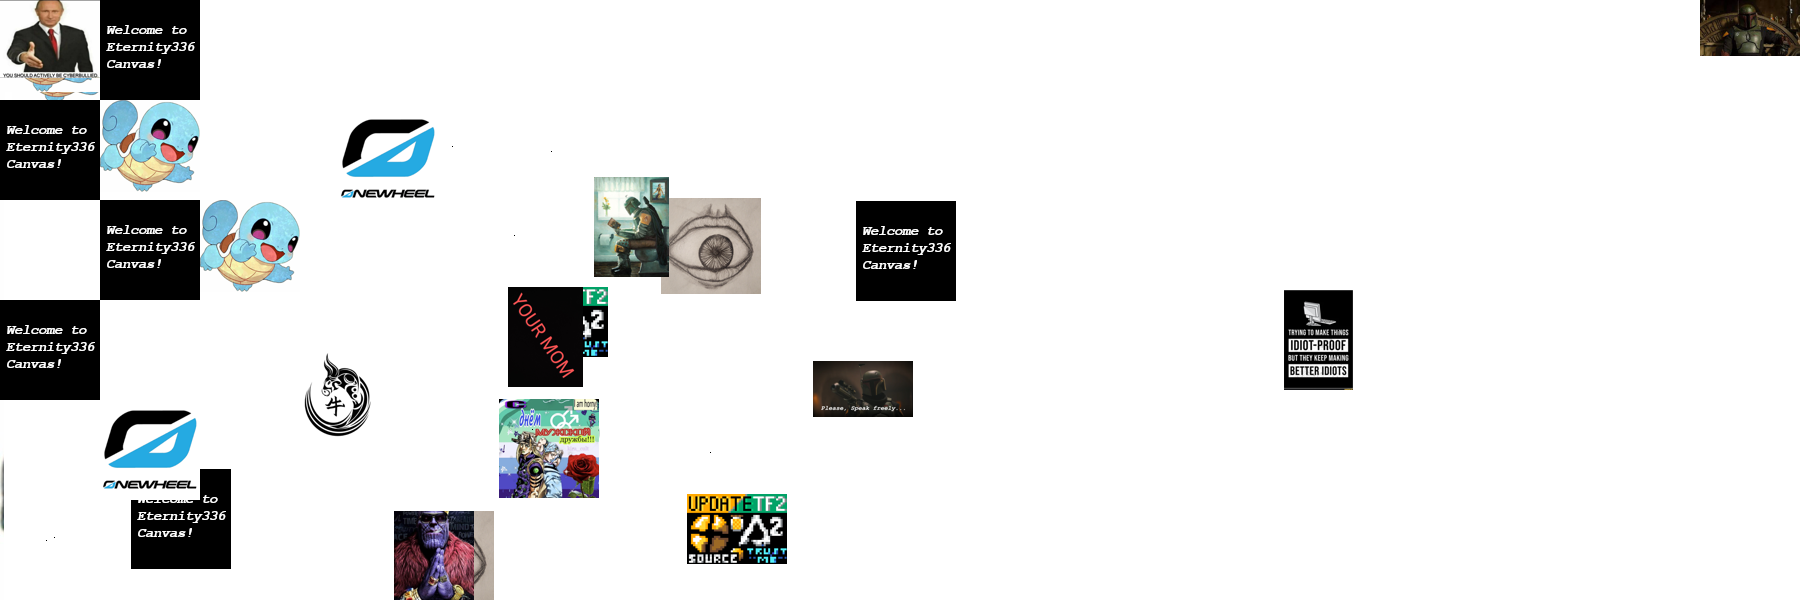 YOU SHOULD ACTIVELY BE CYBERBULLIED.
Welcome to
Eternity336
Canvas!
Welcome to
Eternity336
Canvas!
ONEWHEEL
Welcome to
Eternity336
Canvas!
Welcome to
Eternity336
Canvas!
TF2
YOUR MOM
TRUST
ME
TRYING TO MAKE THINGS
IDIOT-PROOF
BUT THEY KEEP MAKING
BETTER IDIOTS
Welcome to
Eternity336
Canvas!
牛
Please, Speak freely...
am horny
днём
мужской
дружбы!!!
ONEWHEEL
Welcome to
Eternity336
Canvas!
UPDATE TF2
SOURCE 2
TRUST
ME